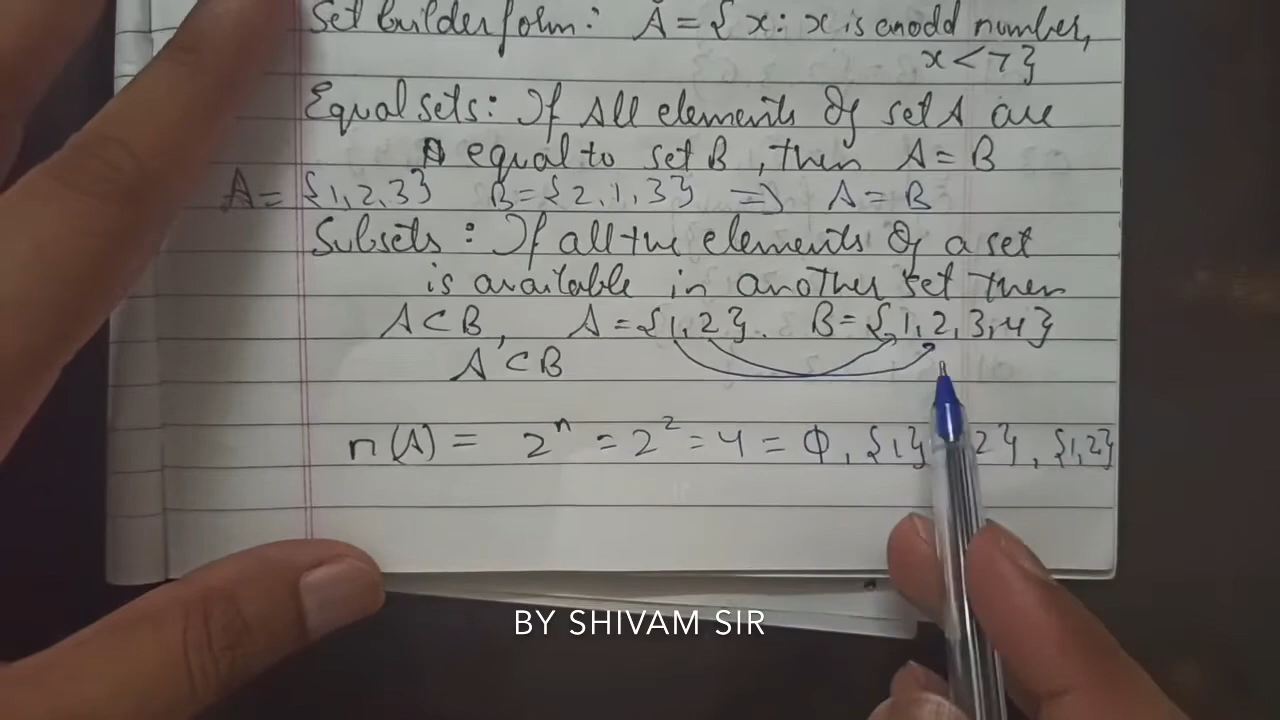 Set builder form: A = { x : x is an odd number,
x < 7 }
Equal sets: If All elements Of set A are
equal to set B, then A = B
A = {1, 2, 3} B = {2, 1, 3} ⇒ A = B
Subsets : If all the elements Of a set
is available in another set then
A ⊂ B, A = {1, 2}. B = {1, 2, 3, 4}
A ⊂ B
n(A) = 2ⁿ = 2² = 4 = Φ, {1} 2}, {1,2}
BY SHIVAM SIR